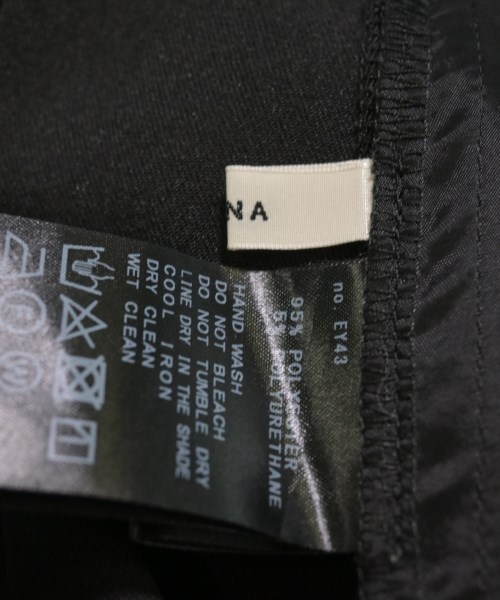 NA
no. EY43
95% POLYESTER
5% POLYURETHANE
HAND WASH
DO NOT BLEACH
DO NOT TUMBLE DRY
LINE DRY IN THE SHADE
COOL IRON
DRY CLEAN
WET CLEAN
F
W